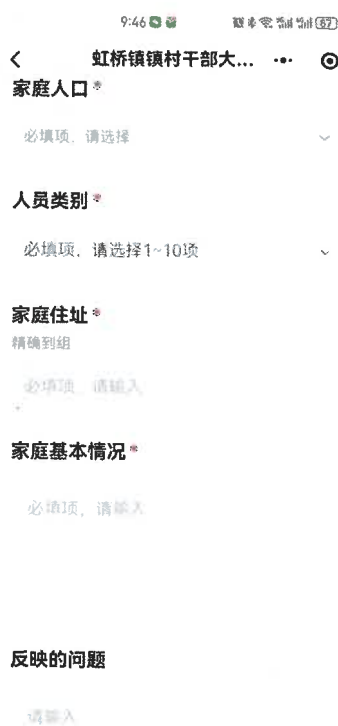 9:46
67
虹桥镇镇村干部大...
家庭人口*
必填项，请选择
人员类别*
必填项，请选择1~10项
家庭住址*
精确到组
必填项，请输入
家庭基本情况*
必填项，请输入
反映的问题
请输入